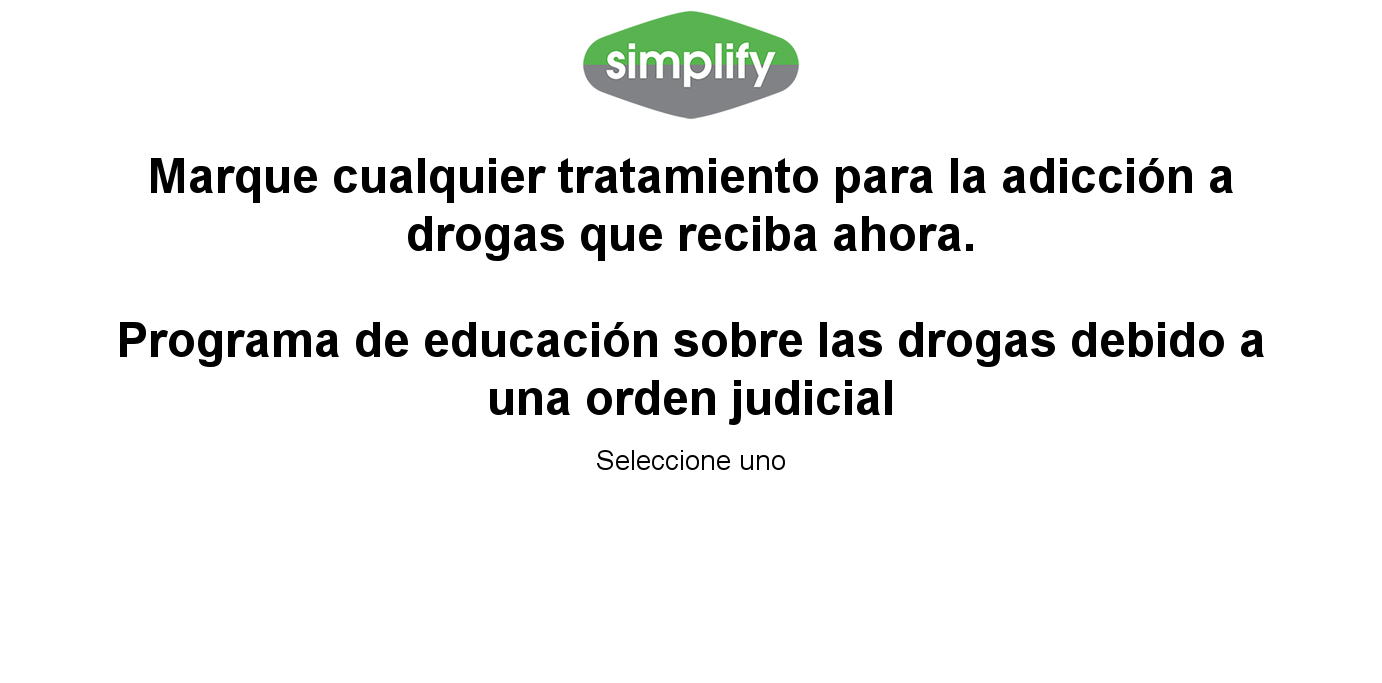 simplify
Marque cualquier tratamiento para la adicción a
drogas que reciba ahora.
Programa de educación sobre las drogas debido a
una orden judicial
Seleccione uno